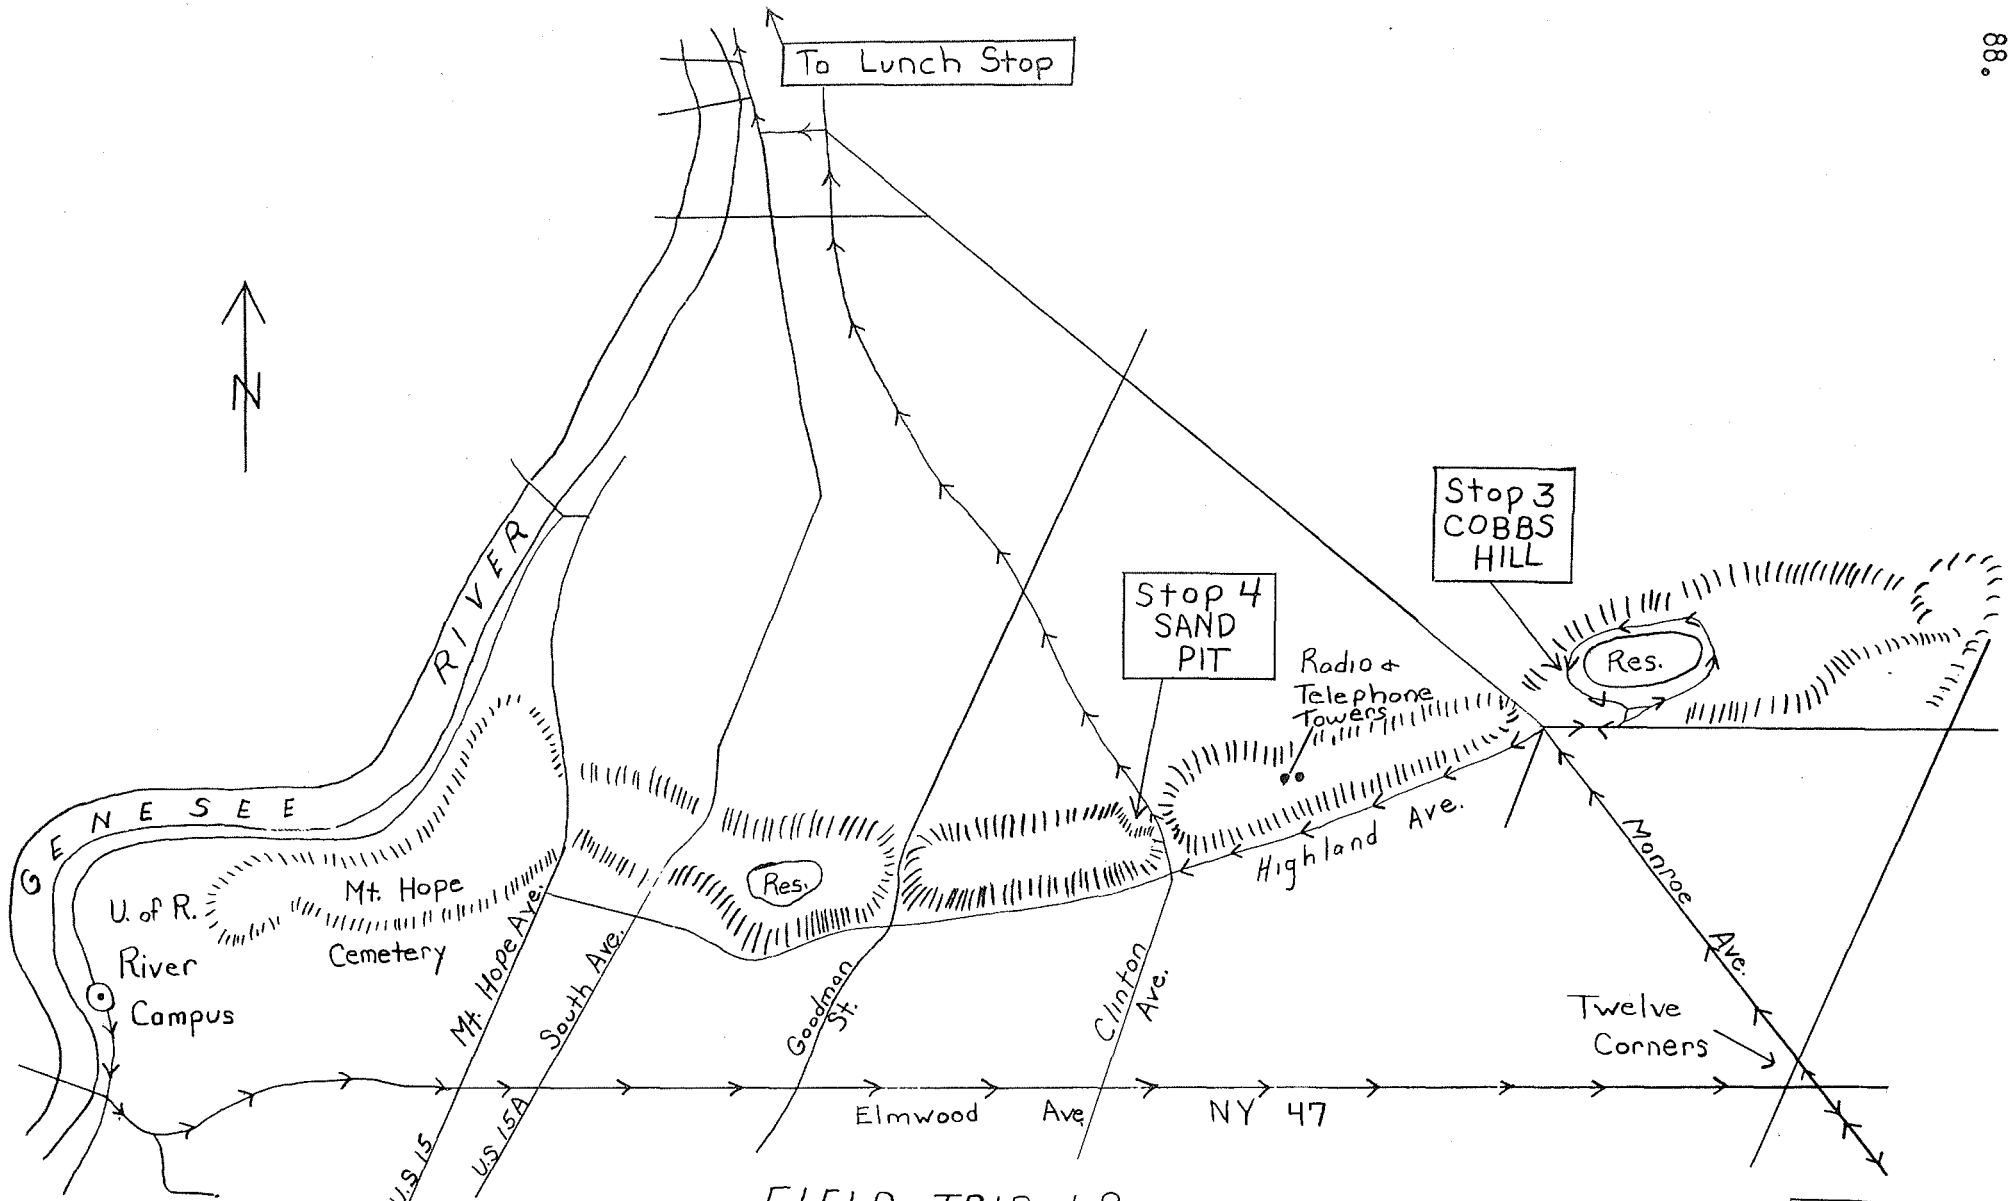 88.
To Lunch Stop
N
Stop 3
COBBS
HILL
Stop 4
SAND
PIT
RIVER
Radio &
Telephone
Towers
Res.
GENESEE
Highland Ave.
Monroe Ave.
Mt. Hope
Cemetery
Res.
U. of R.
River
Campus
Mt. Hope Ave.
South Ave.
Goodman
St.
Clinton
Ave.
Twelve
Corners
Elmwood Ave. NY 47
U.S 15
U.S 15A